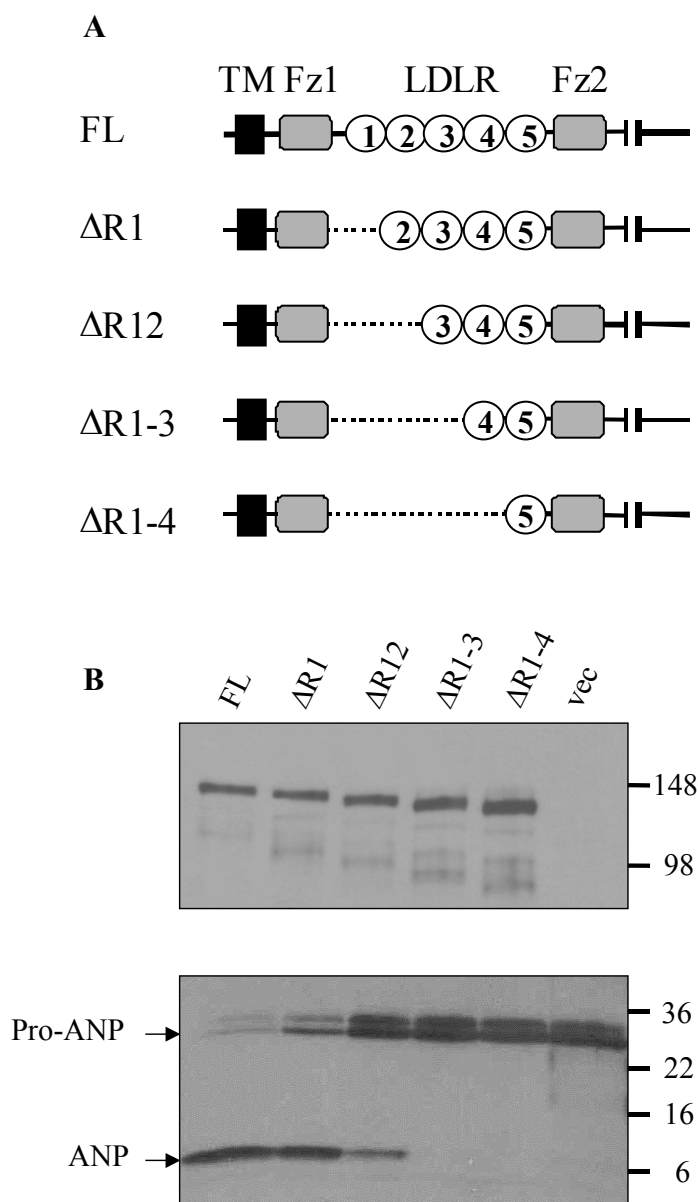 A
TM Fz1 LDLR Fz2
FL 1 2 3 4 5
ΔR1 2 3 4 5
ΔR12 3 4 5
ΔR1-3 4 5
ΔR1-4 5
B
FL ΔR1 ΔR12 ΔR1-3 ΔR1-4 vec
148
98
36
Pro-ANP
22
16
ANP
6